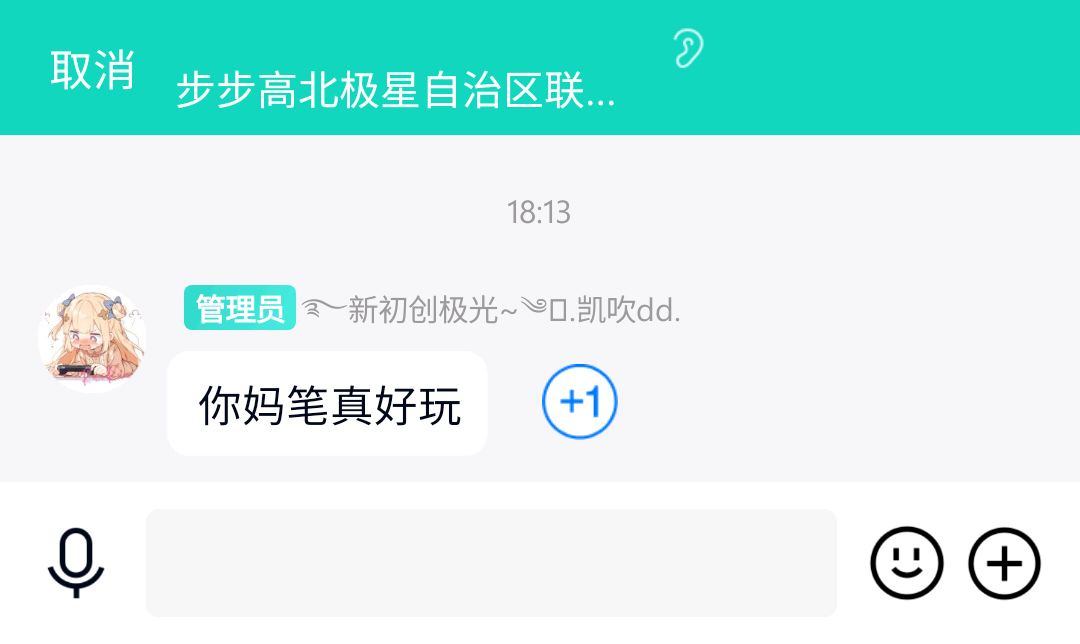 取消
步步高北极星自治区联...
18:13
管理员 ࿐新初创极光~༄.凯吹dd.
你妈笔真好玩
+1